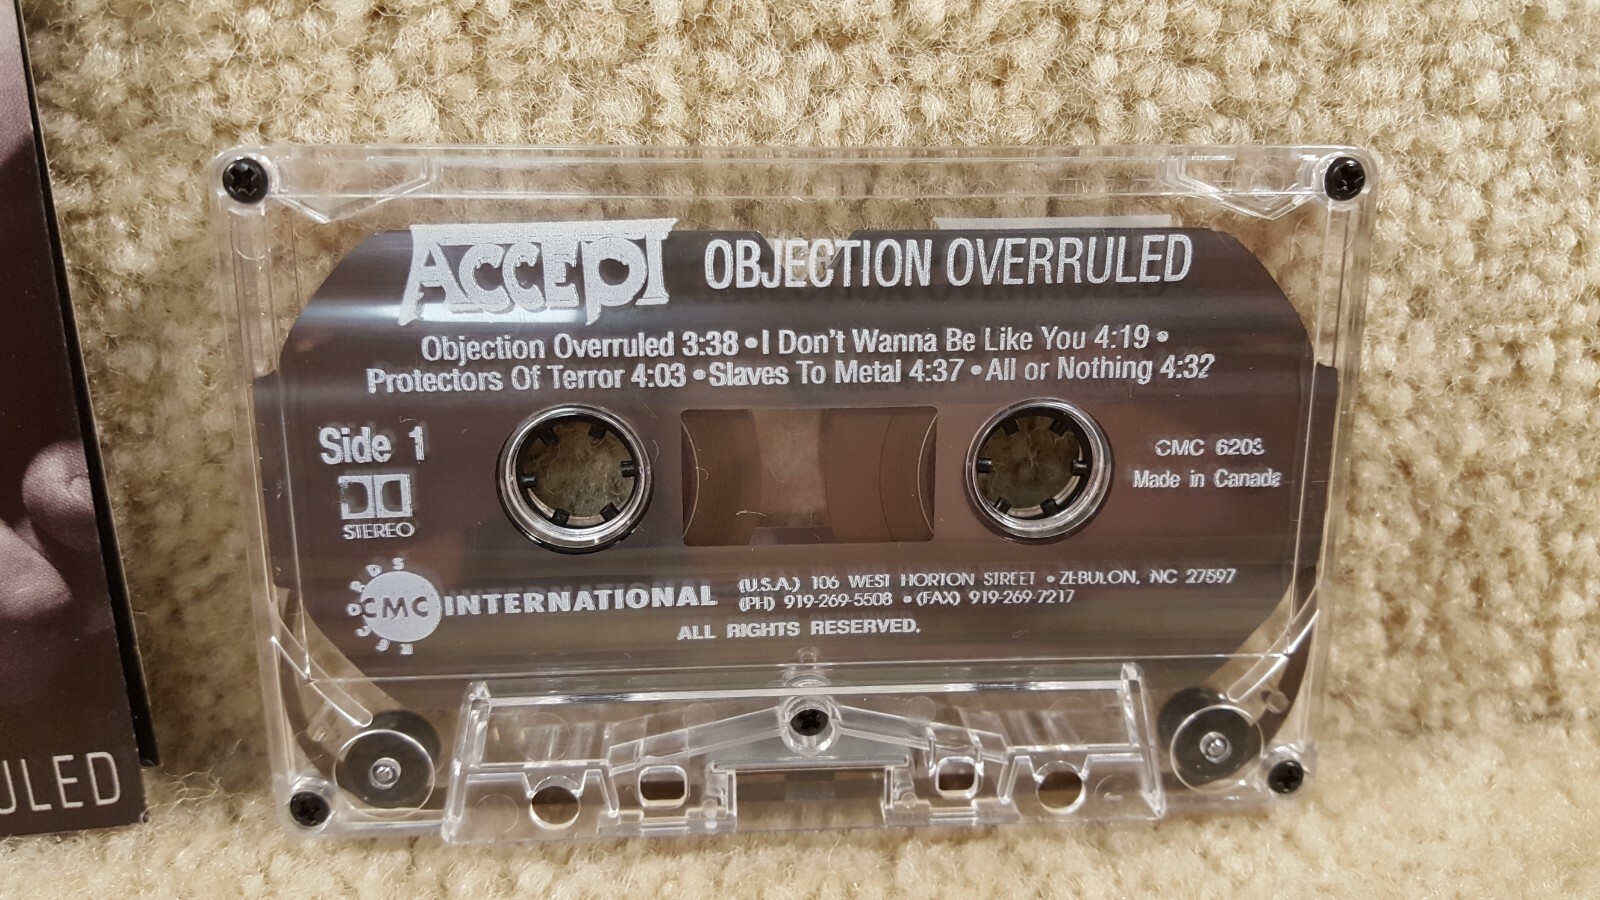 ACCEPT OBJECTION OVERRULED
Objection Overruled 3:38 • I Don't Wanna Be Like You 4:19 •
Protectors Of Terror 4:03 • Slaves To Metal 4:37 • All or Nothing 4:32
Side 1
STEREO
CMC 6203
Made in Canada
RECORDS
CMC INTERNATIONAL
(U.S.A.) 106 WEST HORTON STREET • ZEBULON, NC 27597
(PH) 919-269-5508 • (FAX) 919-269-7217
ALL RIGHTS RESERVED.
ULED